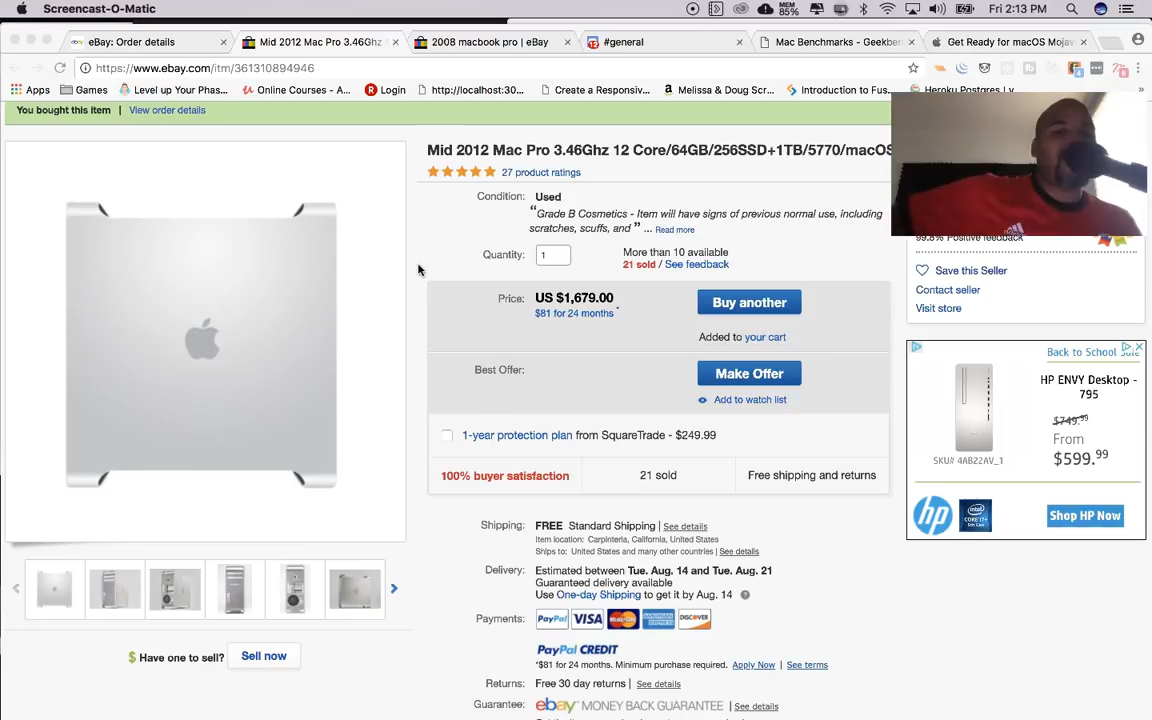 Screencast-O-Matic
MEM
85%
Fri 2:13 PM
eBay: Order details
Mid 2012 Mac Pro 3.46Ghz 1
2008 macbook pro | eBay
12
#general
Mac Benchmarks - Geekber
Get Ready for macOS Mojav
https://www.ebay.com/itm/361310894946
Apps
Games
Level up Your Phas...
Online Courses - A...
Login
http://localhost:30...
Create a Responsiv...
Melissa & Doug Scr...
Introduction to Fus...
Heroku Postgres
You bought this item
View order details
Mid 2012 Mac Pro 3.46Ghz 12 Core/64GB/256SSD+1TB/5770/macOS
27 product ratings
Condition: Used
“Grade B Cosmetics - Item will have signs of previous normal use, including
scratches, scuffs, and ” ... Read more
Quantity: 1
More than 10 available
21 sold / See feedback
Price: US $1,679.00
$81 for 24 months *
Buy another
Added to your cart
Best Offer:
Make Offer
Add to watch list
1-year protection plan from SquareTrade - $249.99
100% buyer satisfaction
21 sold
Free shipping and returns
Shipping: FREE Standard Shipping | See details
Item location: Carpinteria, California, United States
Ships to: United States and many other countries | See details
Delivery: Estimated between Tue. Aug. 14 and Tue. Aug. 21
Guaranteed delivery available
Use One-day Shipping to get it by Aug. 14
Payments: PayPal VISA MasterCard AMERICAN EXPRESS DISCOVER
PayPal CREDIT
*$81 for 24 months. Minimum purchase required. Apply Now | See terms
Returns: Free 30 day returns | See details
Guarantee: ebay MONEY BACK GUARANTEE | See details
$ Have one to sell? Sell now
99.8% Positive feedback
Save this Seller
Contact seller
Visit store
Back to School Sale
HP ENVY Desktop -
795
$749.99
From
$599.99
SKU# 4AB22AV_1
hp
intel
CORE i7+
Shop HP Now